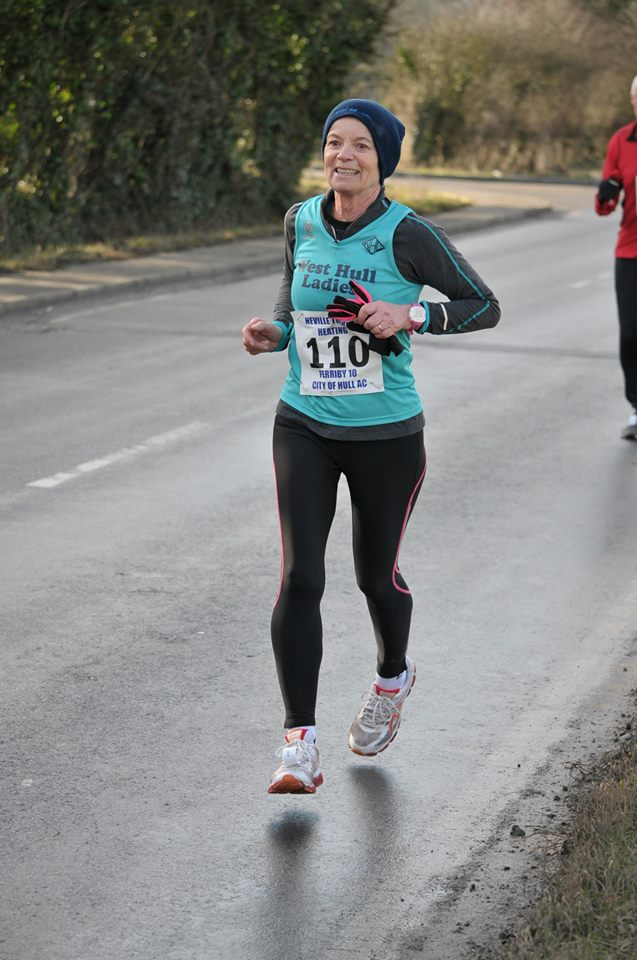 West Hull
Ladies
NEVILLE
HEATING
110
FERRIBY 10
CITY OF HULL AC